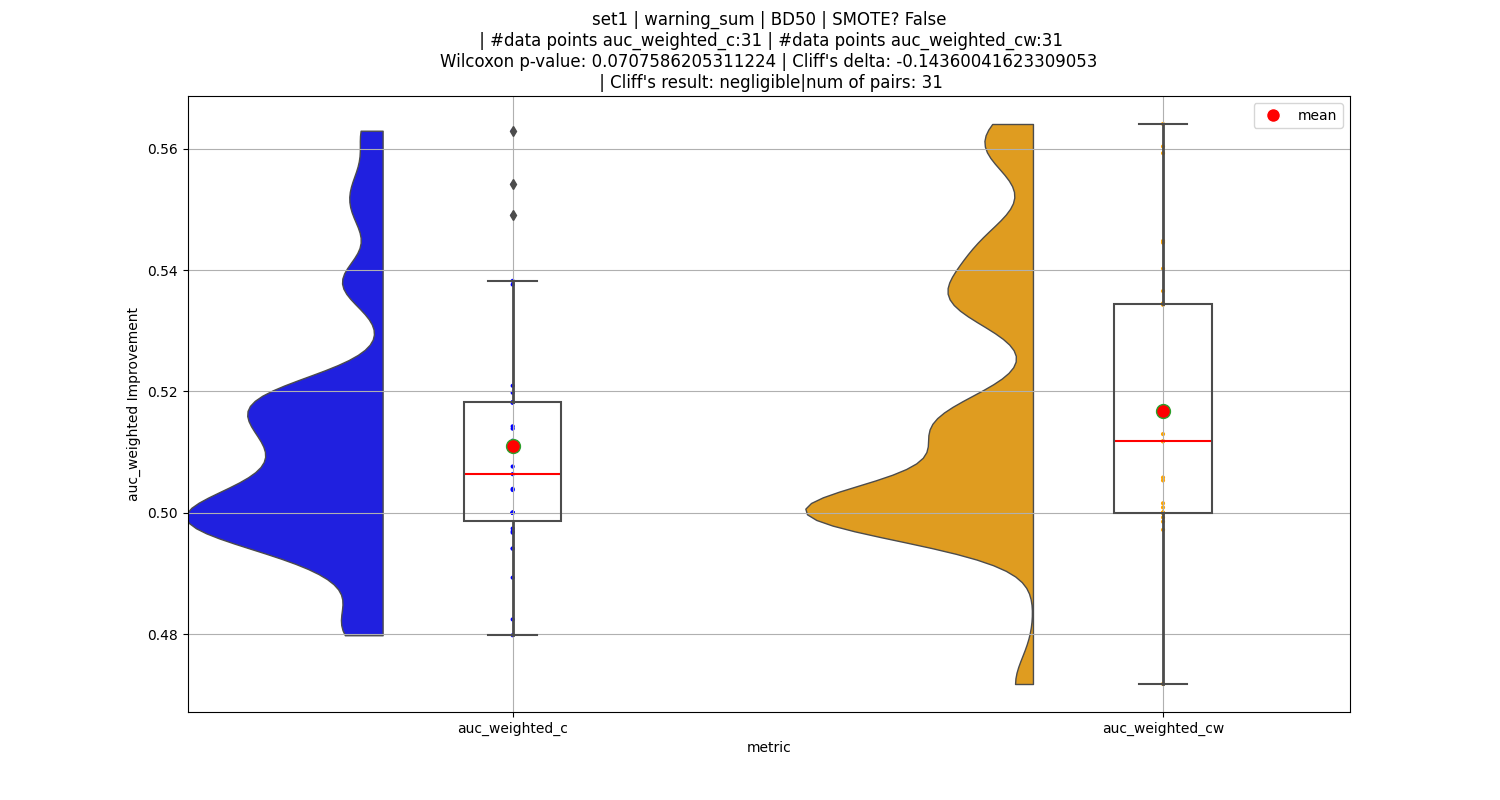 set1 | warning_sum | BD50 | SMOTE? False
| #data points auc_weighted_c:31 | #data points auc_weighted_cw:31
Wilcoxon p-value: 0.0707586205311224 | Cliff's delta: -0.14360041623309053
| Cliff's result: negligible|num of pairs: 31
mean
0.56
0.54
0.52
0.50
0.48
auc_weighted Improvement
auc_weighted_c
auc_weighted_cw
metric